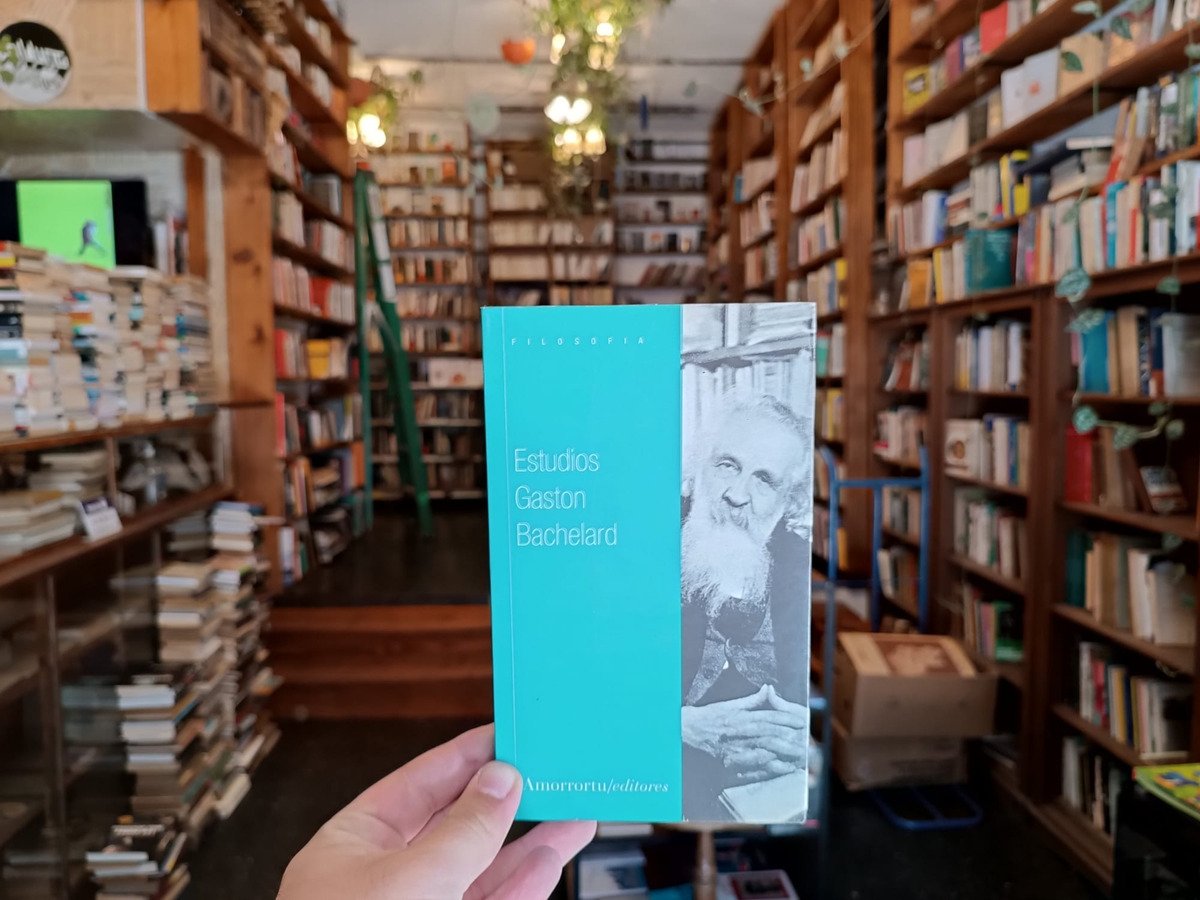 FILOSOFIA
Estudios
Gaston
Bachelard
Amorrortu/editores